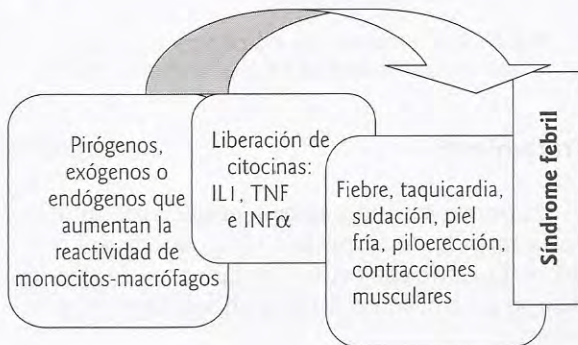 Pirógenos,
exógenos o
endógenos que
aumentan la
reactividad de
monocitos-macrófagos
Liberación de
citocinas:
IL1, TNF
e INFα
Fiebre, taquicardia,
sudación, piel
fría, piloerección,
contracciones
musculares
Síndrome febril